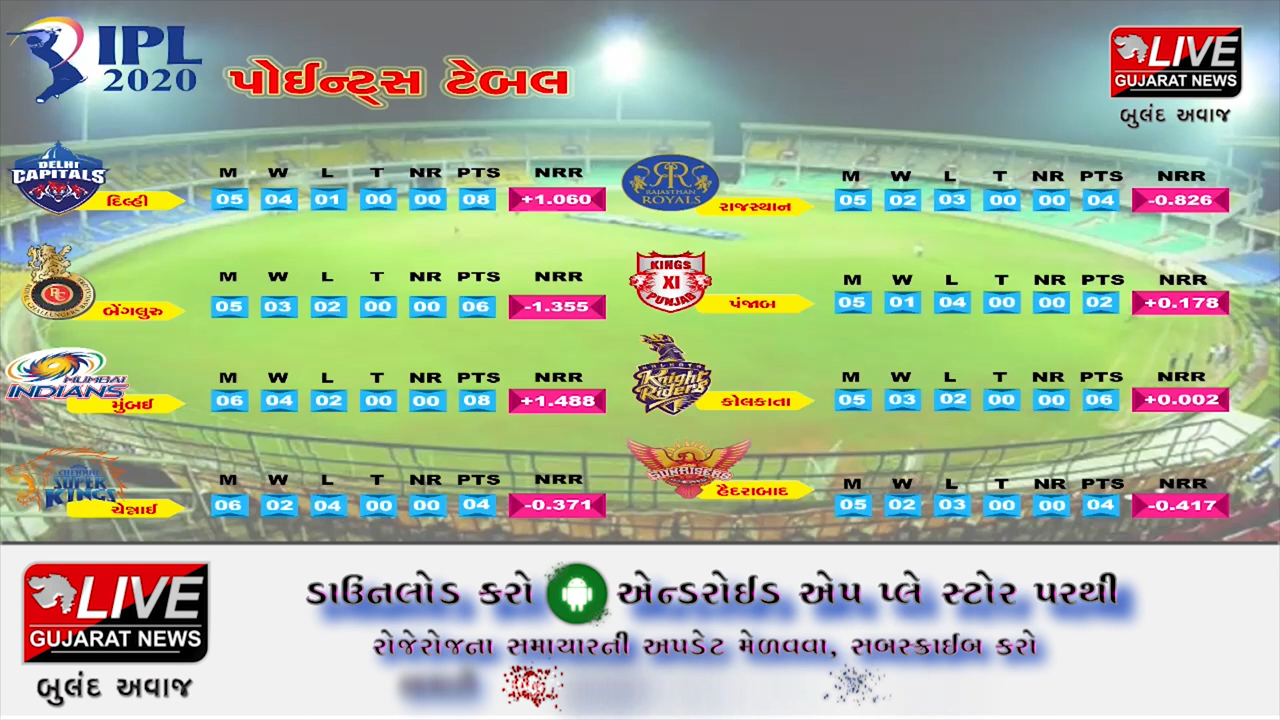 IPL
2020
પોઈન્ટ્સ ટેબલ
LIVE
GUJARAT NEWS
બુલંદ અવાજ
DELHI
CAPITALS
દિલ્હી
M W L T NR PTS NRR
05 04 01 00 00 08 +1.060
RR
RAJASTHAN
ROYALS
રાજસ્થાન
M W L T NR PTS NRR
05 02 03 00 00 04 -0.826
બેંગલુરુ
M W L T NR PTS NRR
05 03 02 00 00 06 -1.355
KINGS
XI
PUNJAB
પંજાબ
M W L T NR PTS NRR
05 01 04 00 00 02 +0.178
MUMBAI
INDIANS
મુંબઈ
M W L T NR PTS NRR
06 04 02 00 00 08 +1.488
KOLKATA
Knight
Riders
કોલકાતા
M W L T NR PTS NRR
05 03 02 00 00 06 +0.002
CHENNAI
SUPER
KINGS
ચેન્નાઈ
M W L T NR PTS NRR
06 02 04 00 00 04 -0.371
SUNRISERS
હૈદરાબાદ
M W L T NR PTS NRR
05 02 03 00 00 04 -0.417
LIVE
GUJARAT NEWS
બુલંદ અવાજ
ડાઉનલોડ કરો એન્ડરોઈડ એપ પ્લે સ્ટોર પરથી
રોજેરોજના સમાચારની અપડેટ મેળવવા, સબસ્ક્રાઈબ કરો